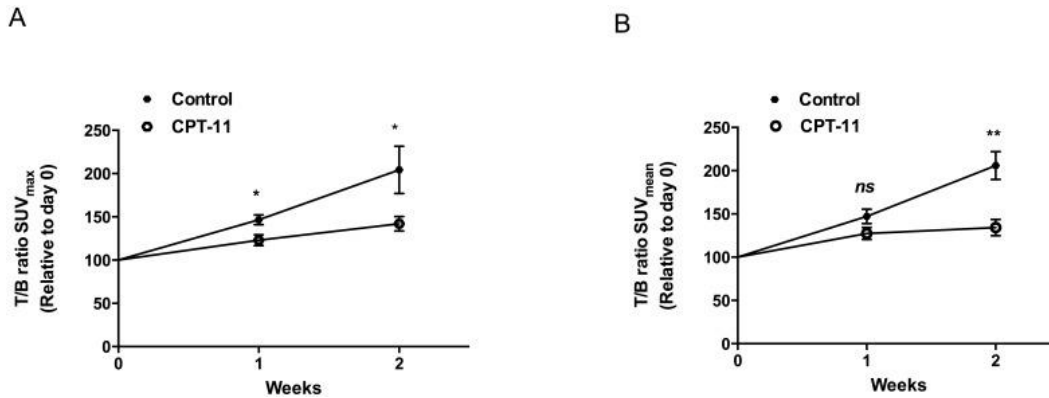 A
Control
CPT-11
T/B ratio SUVmax
(Relative to day 0)
250
200
150
100
50
0
*
*
0
1
2
Weeks
B
Control
CPT-11
T/B ratio SUVmean
(Relative to day 0)
250
200
150
100
50
0
ns
**
0
1
2
Weeks